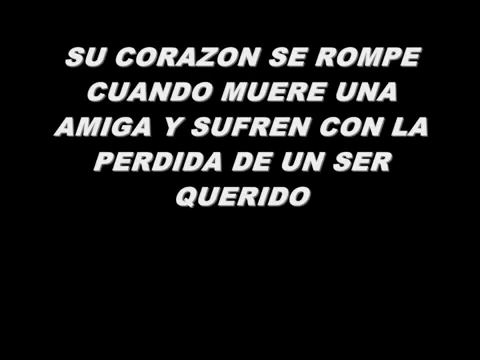 SU CORAZON SE ROMPE
CUANDO MUERE UNA
AMIGA Y SUFREN CON LA
PERDIDA DE UN SER
QUERIDO